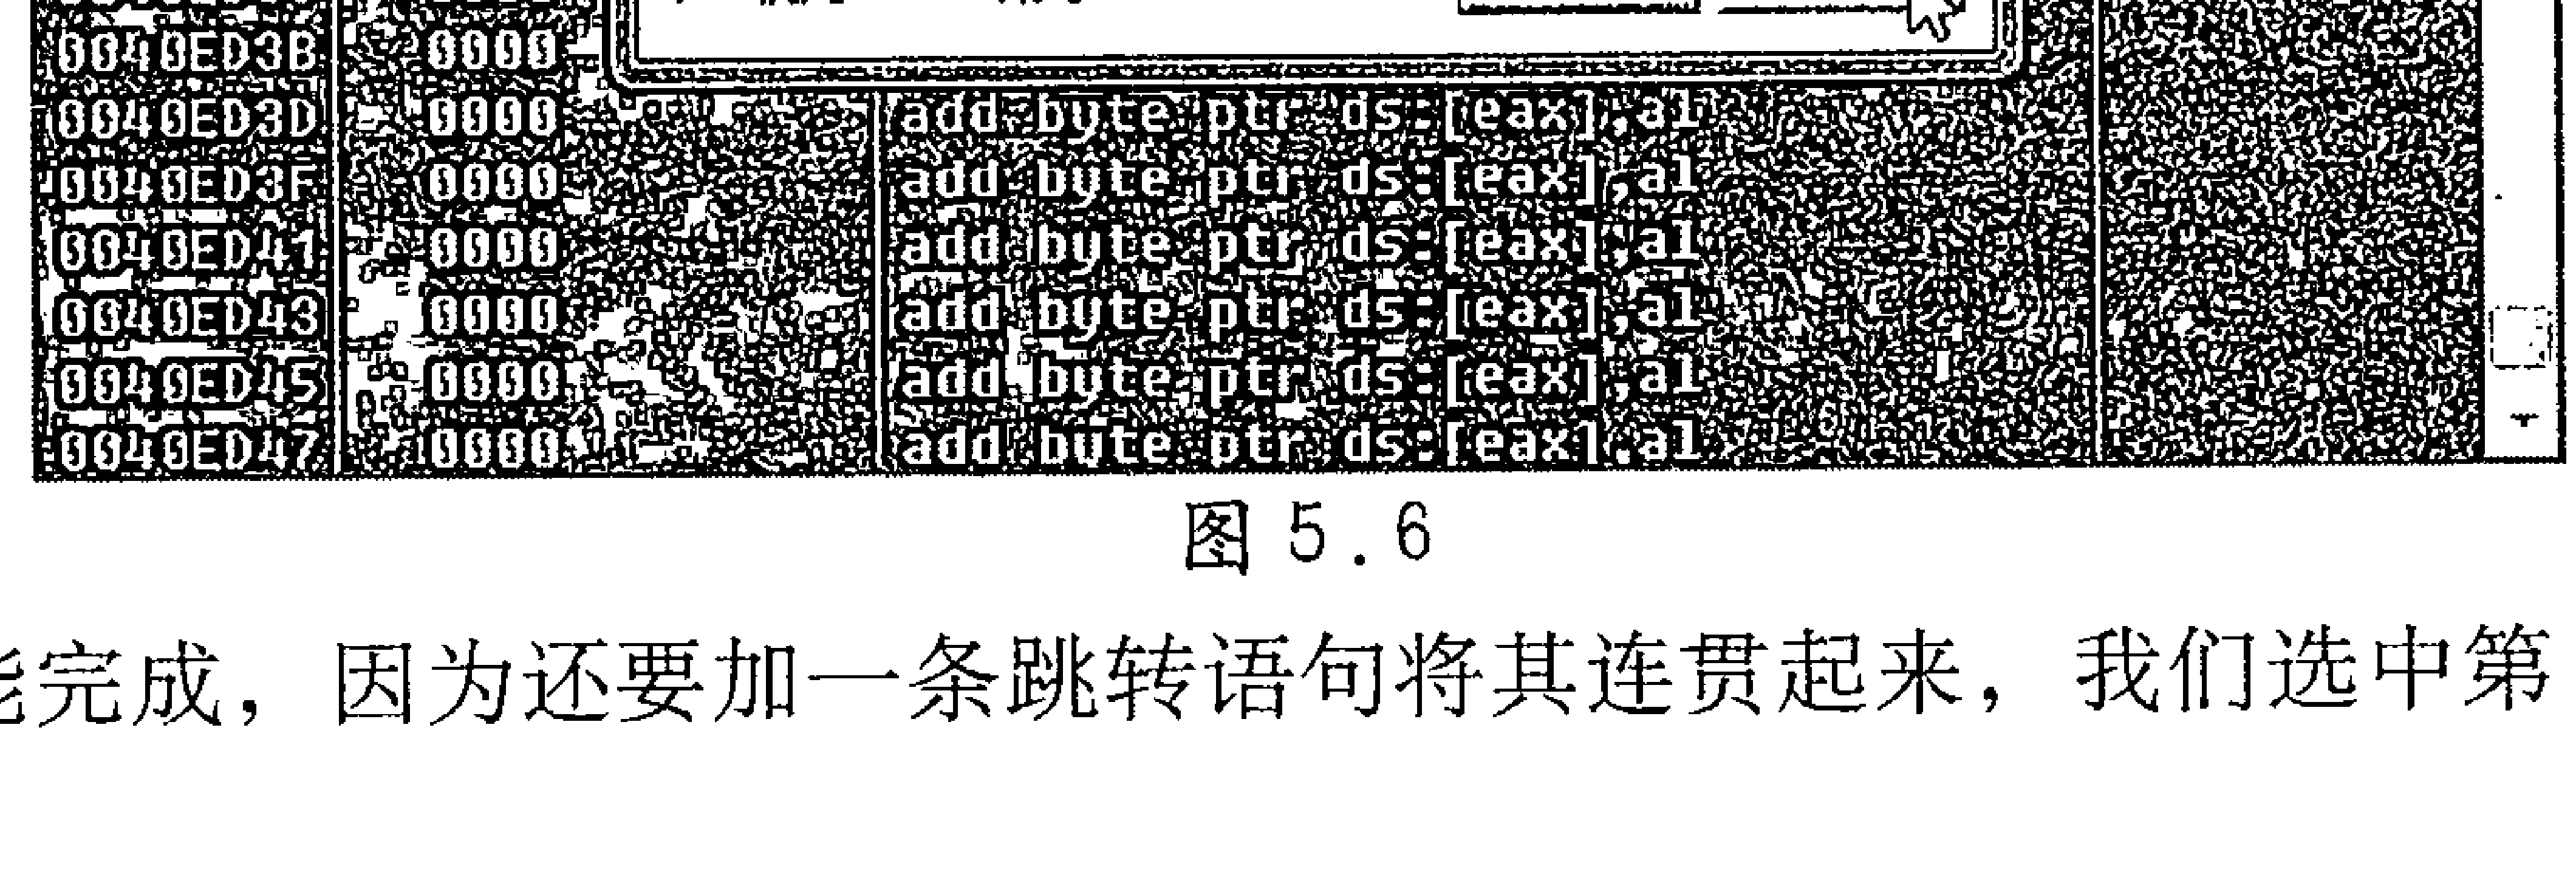 0040ED3B 0000
0040ED3D 0000 add byte ptr ds:[eax],al
0040ED3F 0000 add byte ptr ds:[eax],al
0040ED41 0000 add byte ptr ds:[eax],al
0040ED43 0000 add byte ptr ds:[eax],al
0040ED45 0000 add byte ptr ds:[eax],al
0040ED47 0000 add byte ptr ds:[eax],al
图 5.6
完成，因为还要加一条跳转语句将其连贯起来，我们选中第